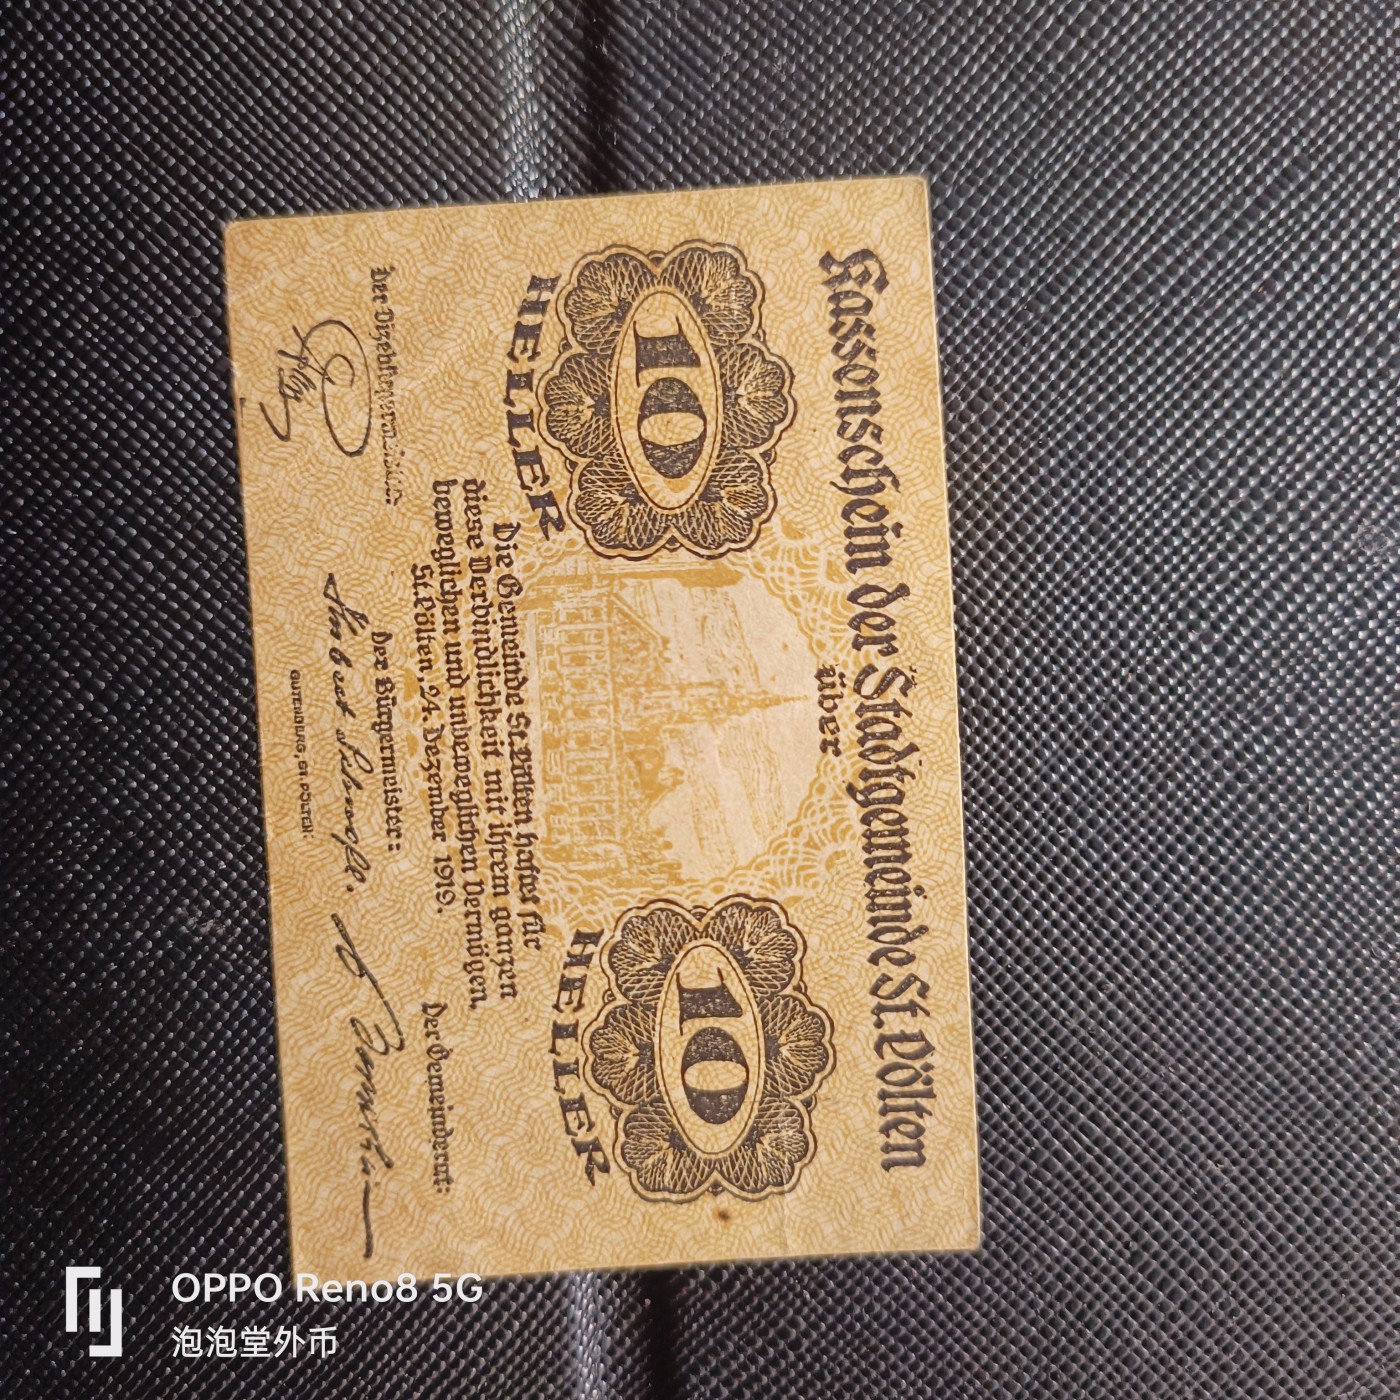 Kassenschein der Stadtgemeinde St. Pölten
über
10
HELLER
10
HELLER
Die Gemeinde St. Pölten haftet für
diese Verbindlichkeit mit ihrem ganzen
beweglichen und unbeweglichen Vermögen.
St. Pölten, 24. Dezember 1919.
Der Vizebürgermeister:
Der Bürgermeister:
Der Gemeinderat:
GUTENBERG, ST. PÖLTEN.
OPPO Reno8 5G
泡泡堂外币